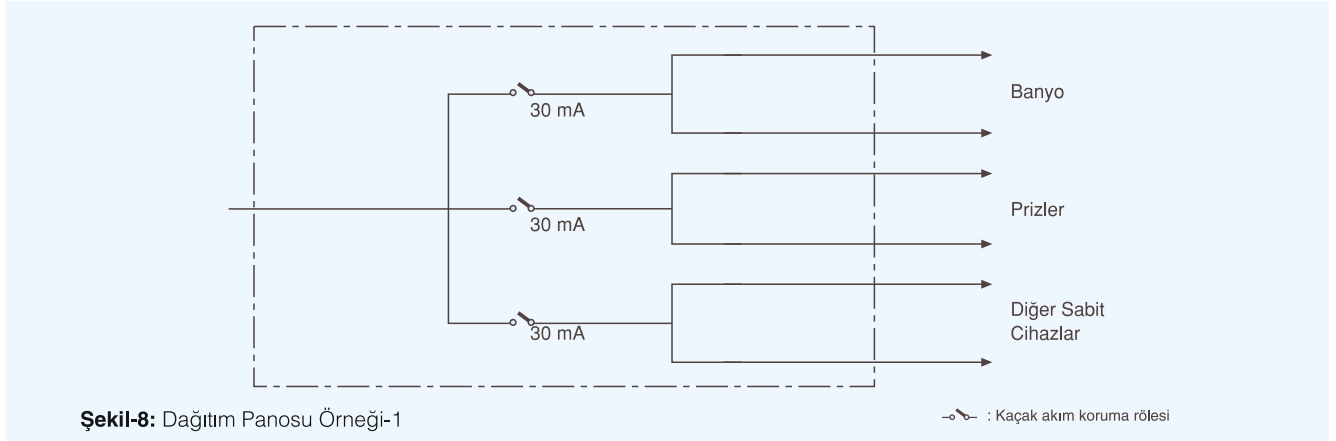 30 mA
Banyo
30 mA
Prizler
30 mA
Diğer Sabit
Cihazlar
Şekil-8: Dağıtım Panosu Örneği-1
: Kaçak akım koruma rölesi